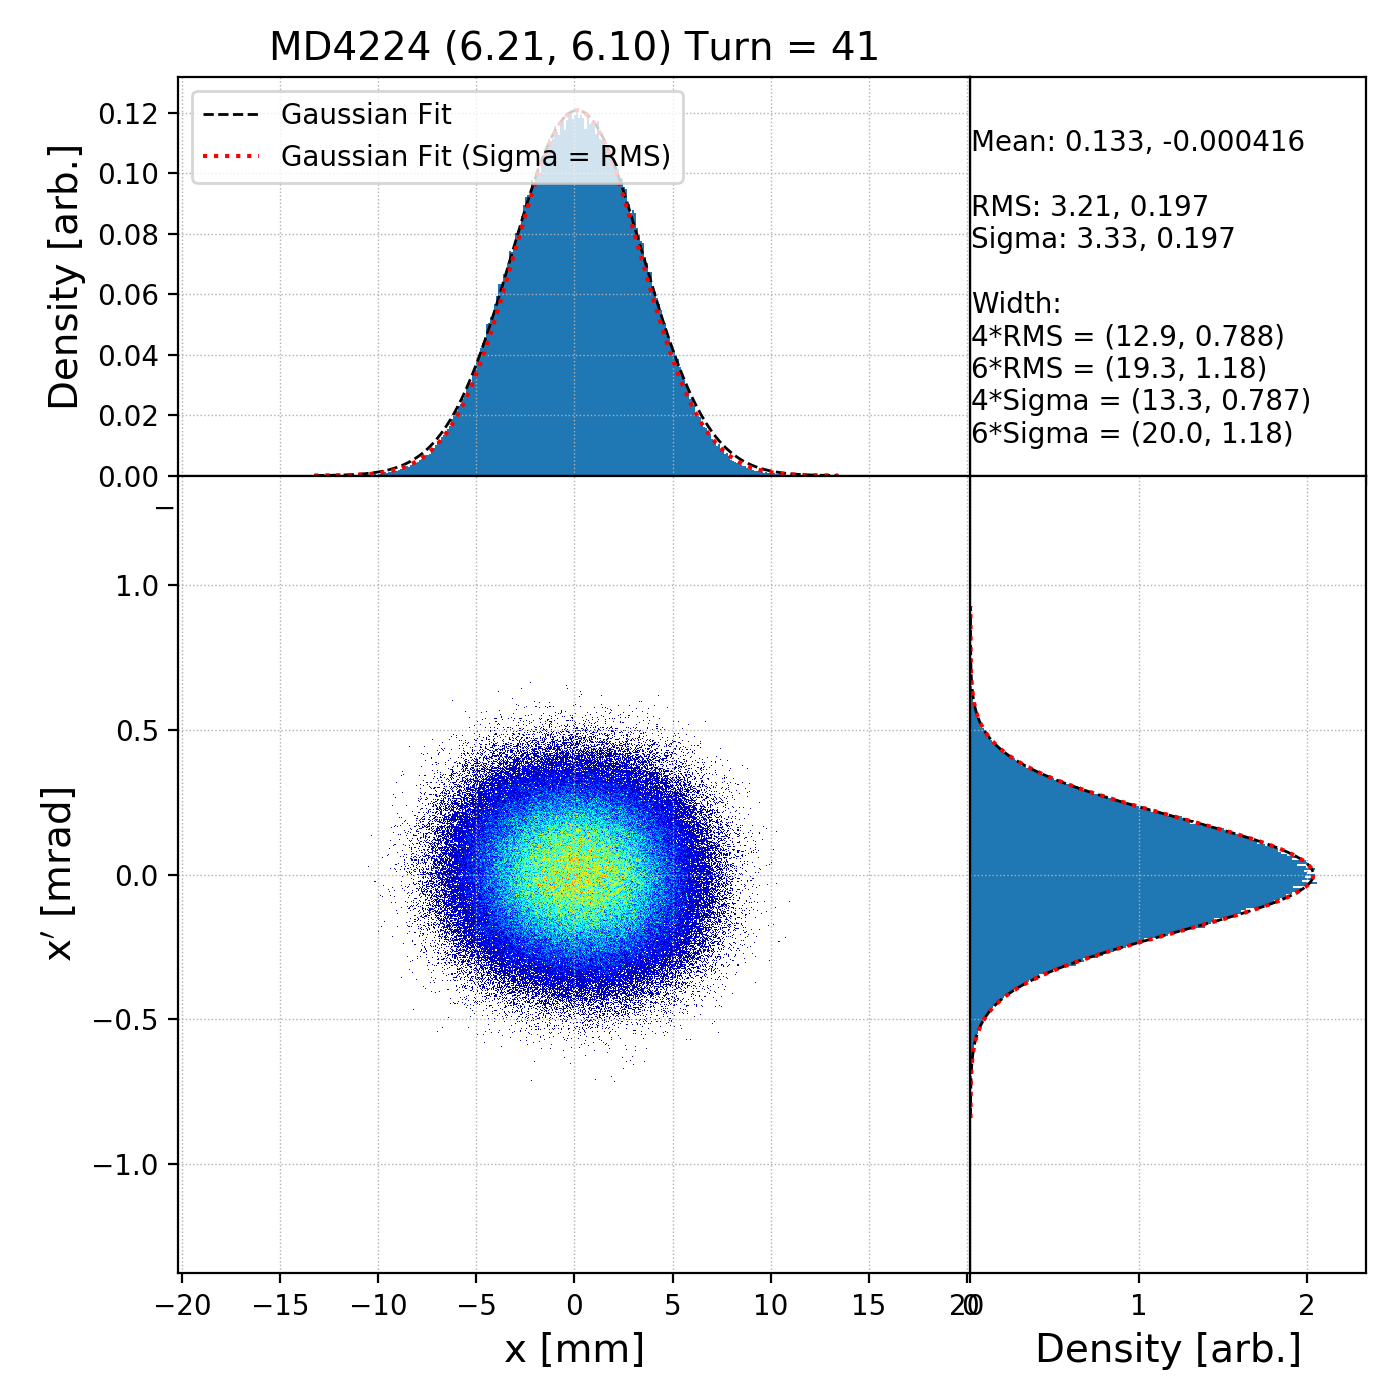 MD4224 (6.21, 6.10) Turn = 41
Gaussian Fit
Gaussian Fit (Sigma = RMS)
Density [arb.]
0.12
0.10
0.08
0.06
0.04
0.02
0.00
Mean: 0.133, -0.000416
RMS: 3.21, 0.197
Sigma: 3.33, 0.197
Width:
4*RMS = (12.9, 0.788)
6*RMS = (19.3, 1.18)
4*Sigma = (13.3, 0.787)
6*Sigma = (20.0, 1.18)
x′ [mrad]
1.0
0.5
0.0
−0.5
−1.0
−20 −15 −10 −5 0 5 10 15 20
x [mm]
0 1 2
Density [arb.]